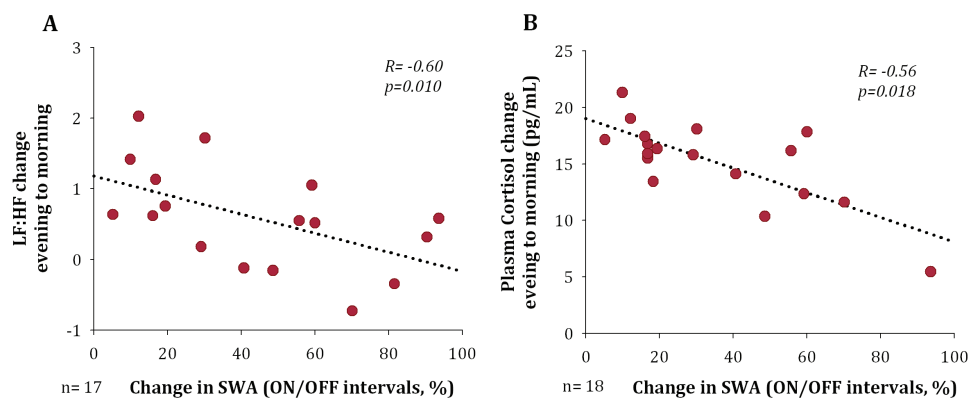 A
R= -0.60
p=0.010
LF:HF change
evening to morning
3
2
1
0
-1
0
20
40
60
80
100
n= 17
Change in SWA (ON/OFF intervals, %)
B
R= -0.56
p=0.018
Plasma Cortisol change
eveing to morning (pg/mL)
25
20
15
10
5
0
0
20
40
60
80
100
n= 18
Change in SWA (ON/OFF intervals, %)